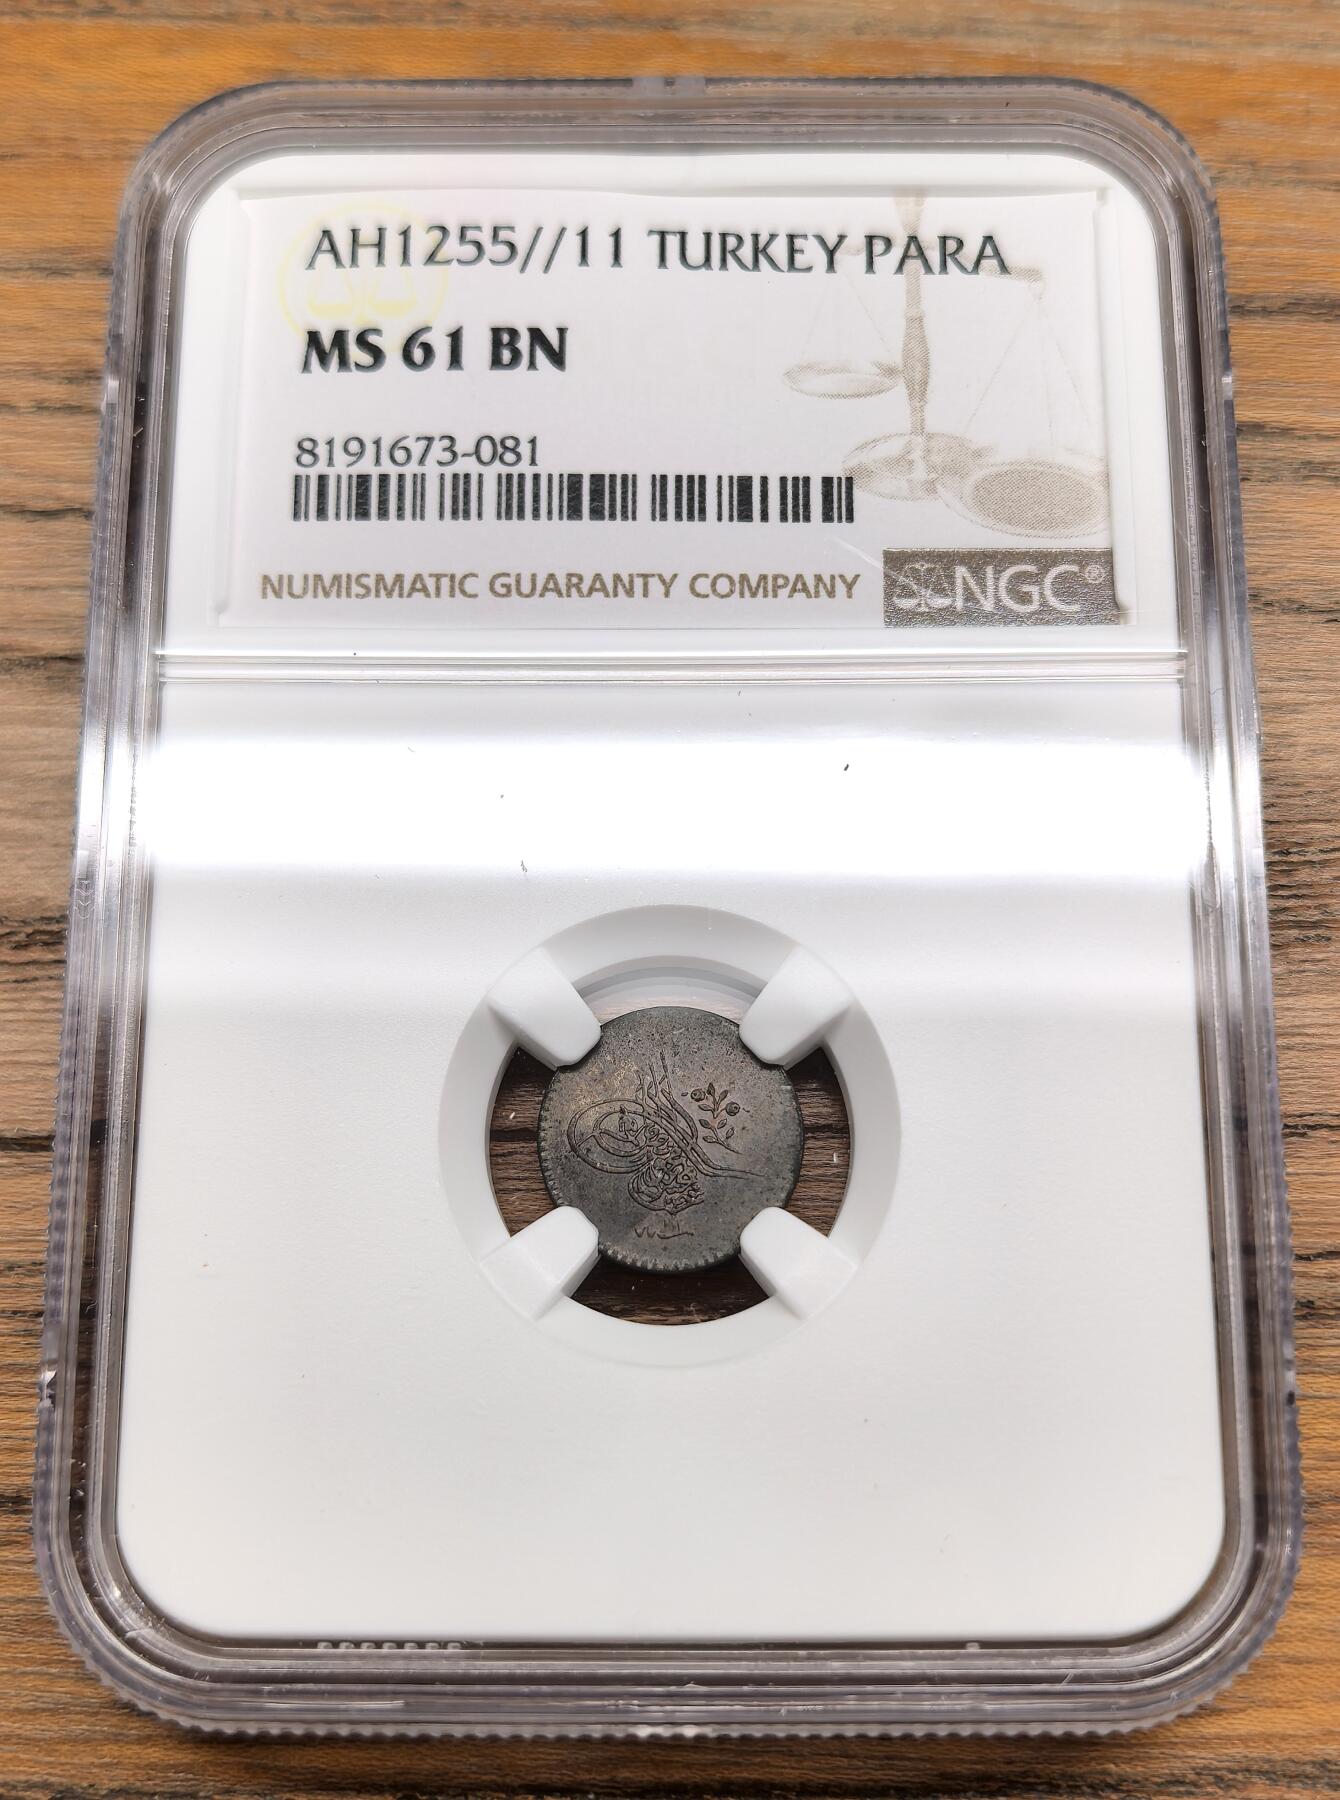 AH1255//11 TURKEY PARA
MS 61 BN
8191673-081
NUMISMATIC GUARANTY COMPANY
NGC®